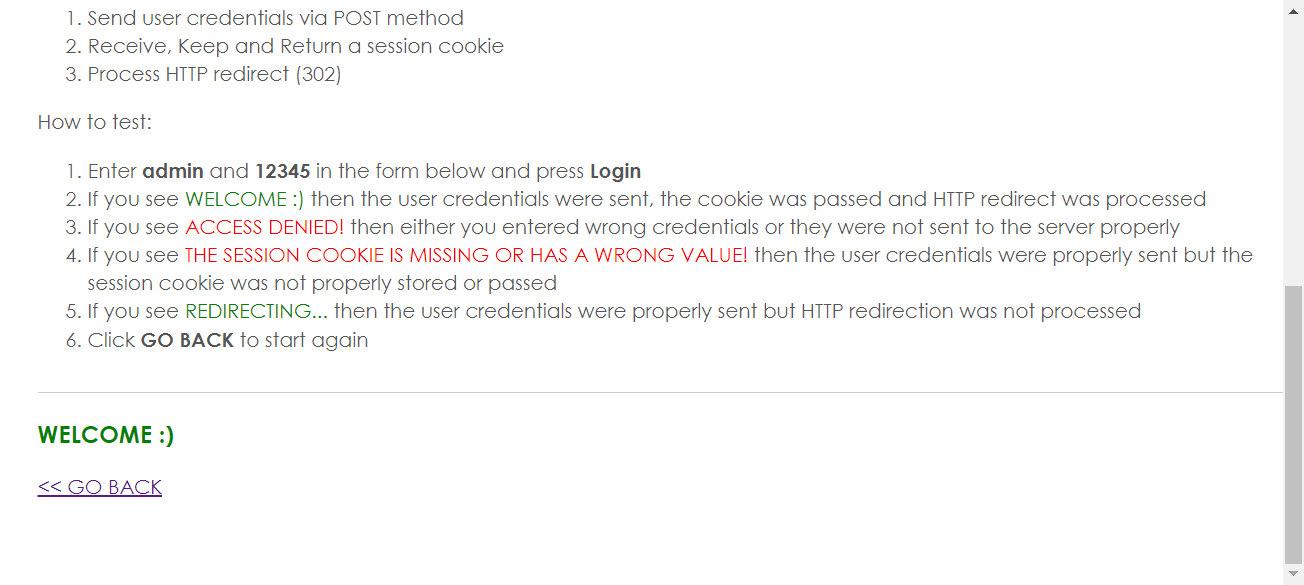 1. Send user credentials via POST method
2. Receive, Keep and Return a session cookie
3. Process HTTP redirect (302)
How to test:
1. Enter admin and 12345 in the form below and press Login
2. If you see WELCOME :) then the user credentials were sent, the cookie was passed and HTTP redirect was processed
3. If you see ACCESS DENIED! then either you entered wrong credentials or they were not sent to the server properly
4. If you see THE SESSION COOKIE IS MISSING OR HAS A WRONG VALUE! then the user credentials were properly sent but the
session cookie was not properly stored or passed
5. If you see REDIRECTING... then the user credentials were properly sent but HTTP redirection was not processed
6. Click GO BACK to start again
WELCOME :)
<< GO BACK